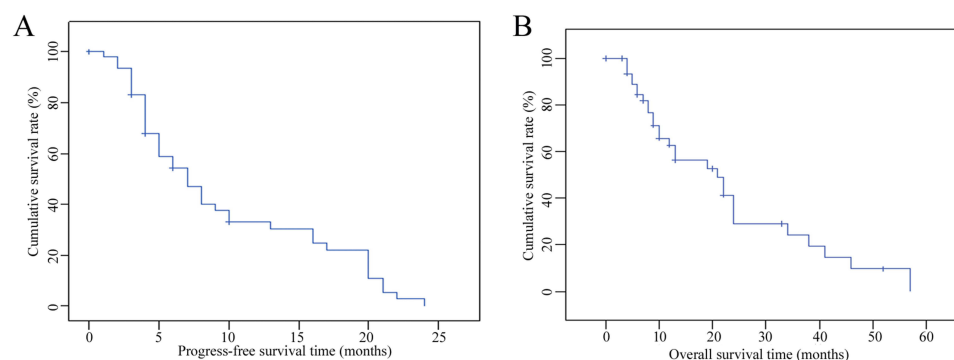 A
Cumulative survival rate (%)
100
80
60
40
20
0
0 5 10 15 20 25
Progress-free survival time (months)
B
Cumulative survival rate (%)
100
80
60
40
20
0
0 10 20 30 40 50 60
Overall survival time (months)